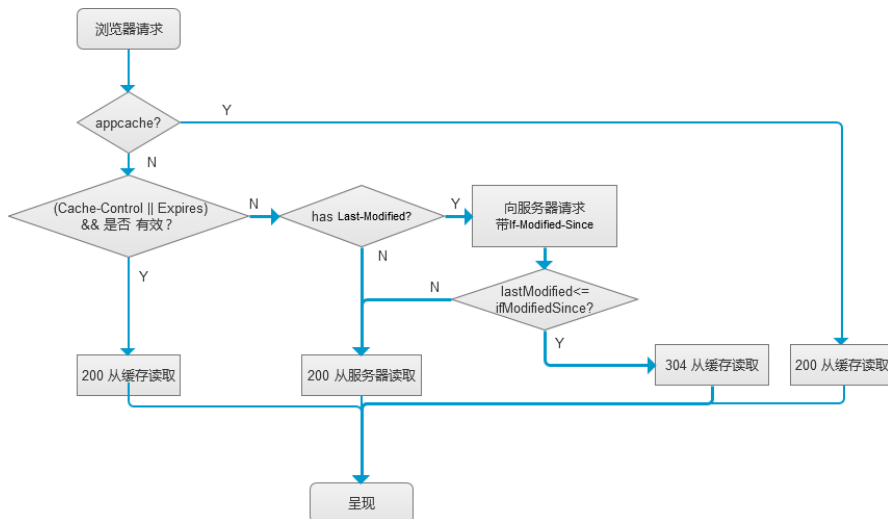 浏览器请求
Y
appcache?
N
(Cache-Control || Expires)
&& 是否 有效？
N
has Last-Modified?
Y
向服务器请求
带If-Modified-Since
Y
N
N
lastModified<=
ifModifiedSince?
Y
200 从缓存读取
200 从服务器读取
304 从缓存读取
200 从缓存读取
呈现